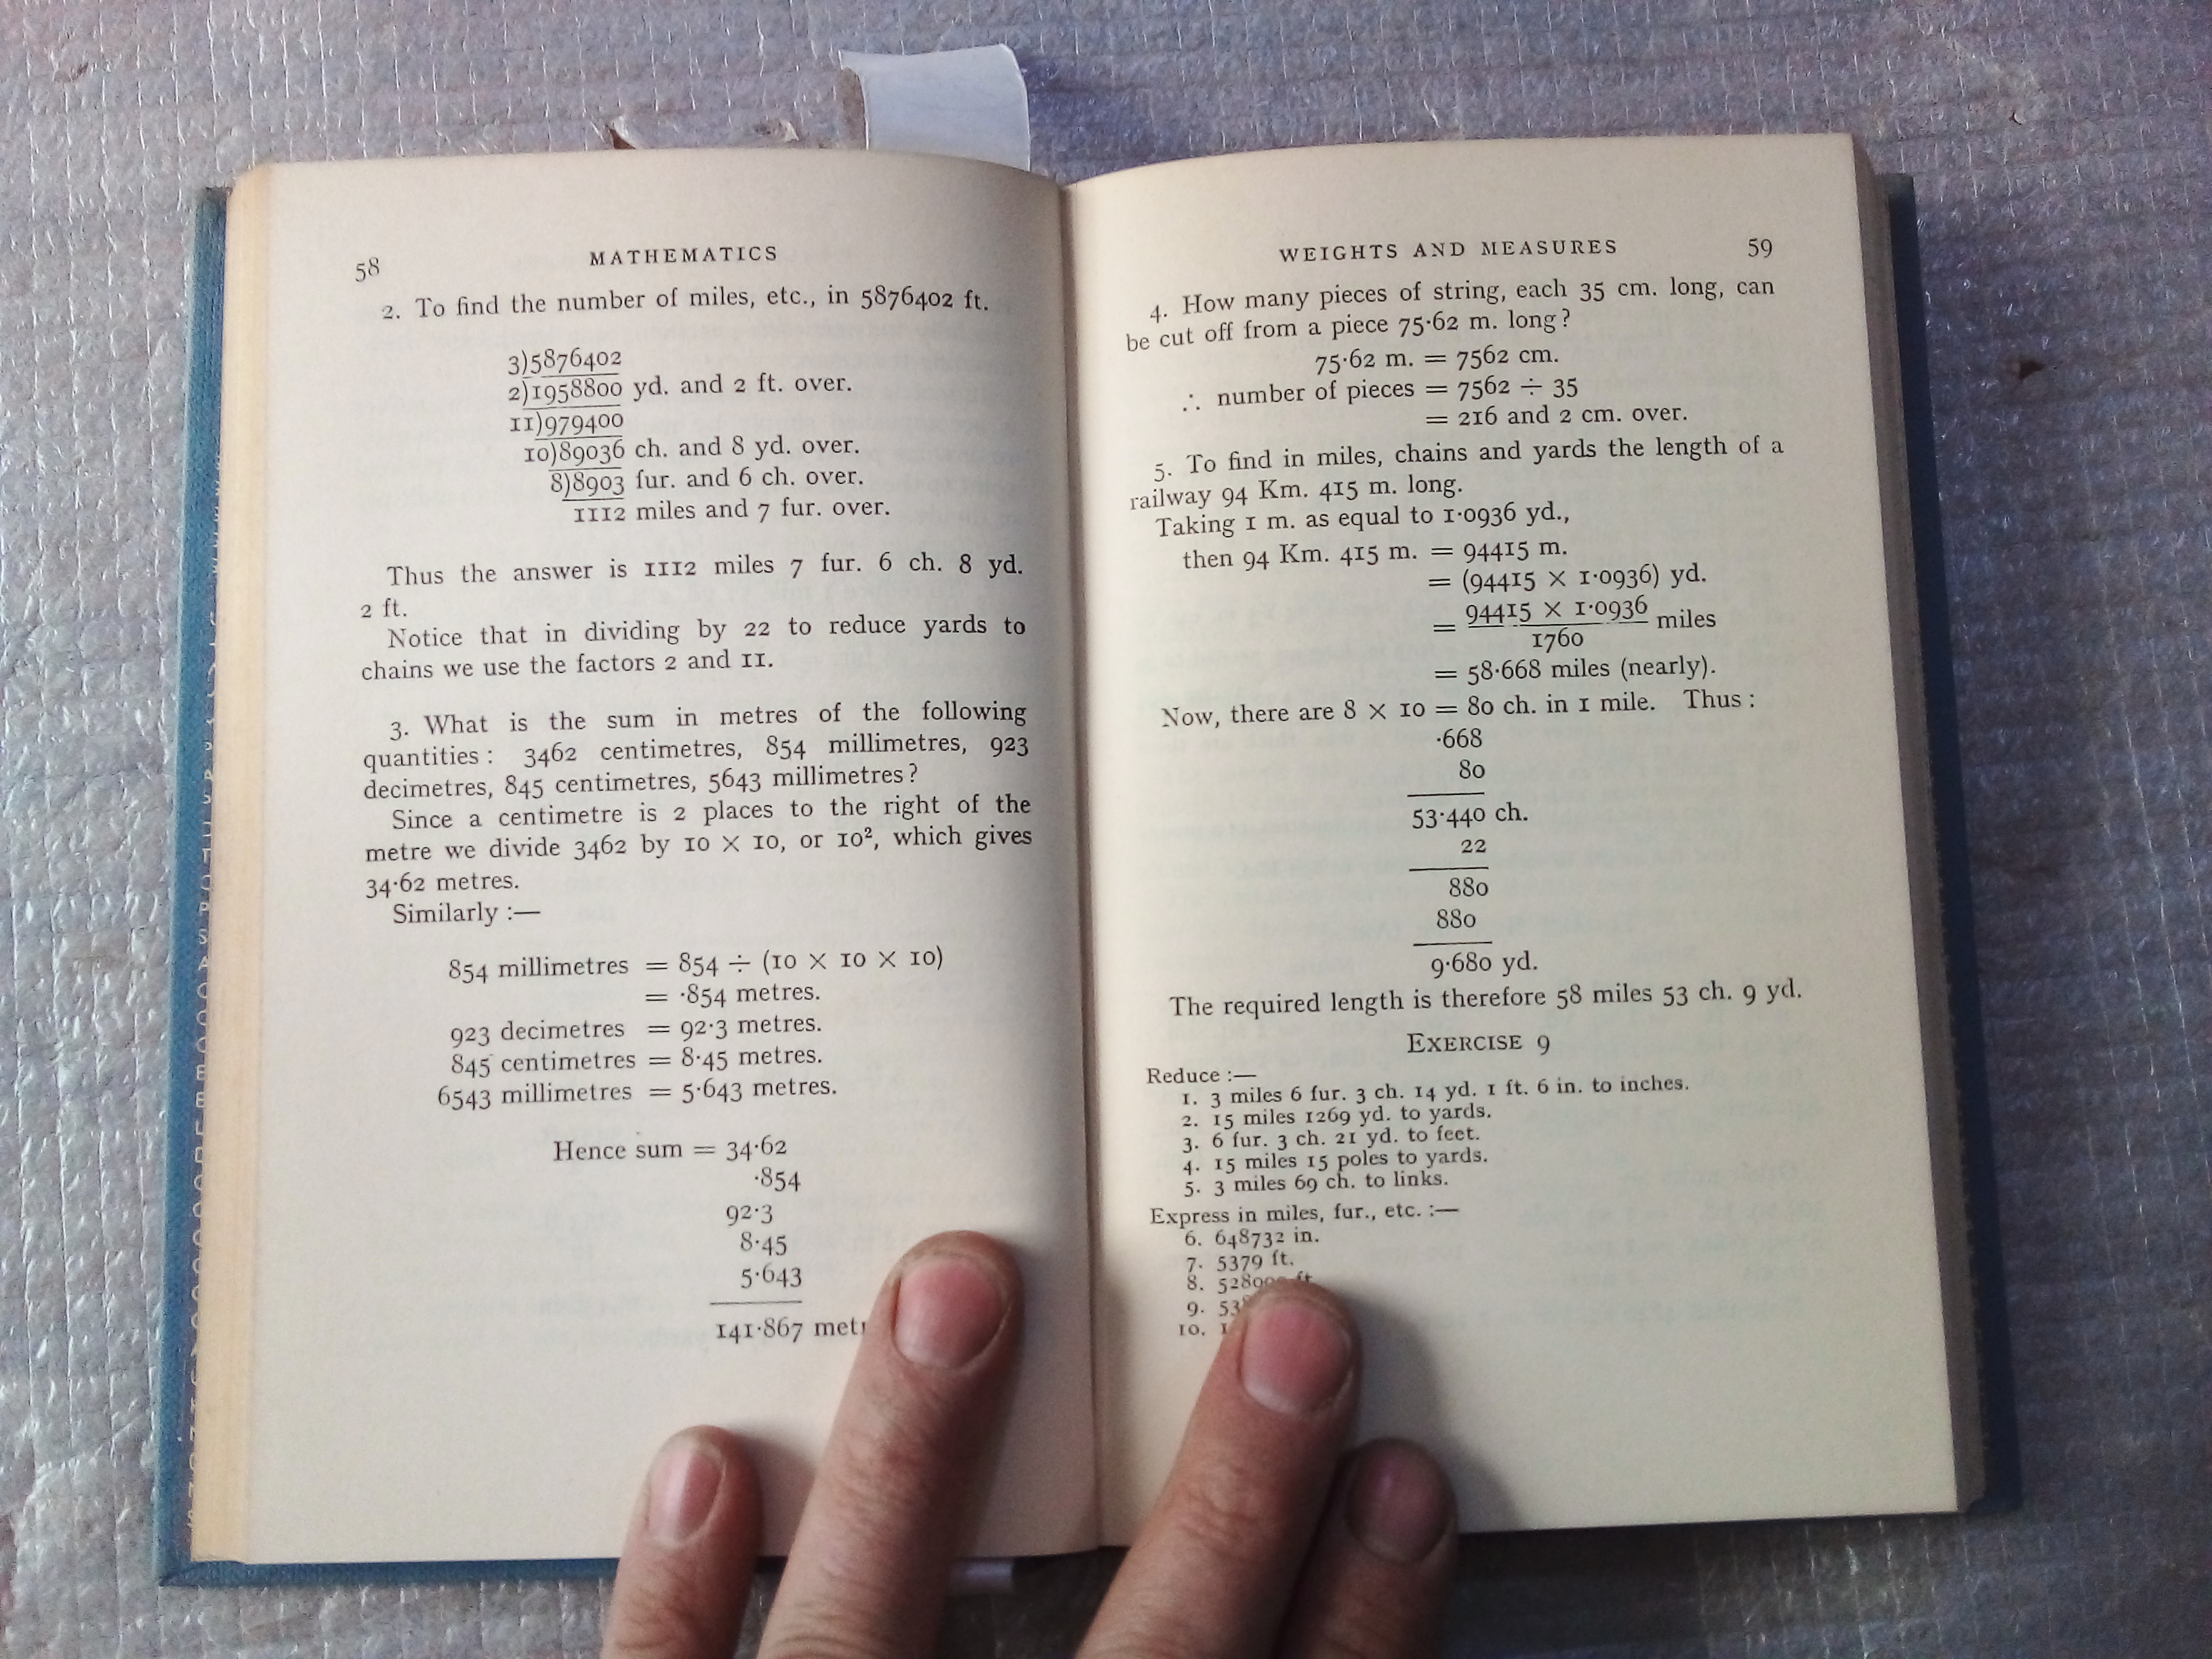 58
MATHEMATICS
2. To find the number of miles, etc., in 5876402 ft.
3)5876402
2)1958800 yd. and 2 ft. over.
11)979400
10)89036 ch. and 8 yd. over.
8)8903 fur. and 6 ch. over.
1112 miles and 7 fur. over.
Thus the answer is 1112 miles 7 fur. 6 ch. 8 yd.
2 ft.
Notice that in dividing by 22 to reduce yards to
chains we use the factors 2 and 11.
3. What is the sum in metres of the following
quantities : 3462 centimetres, 854 millimetres, 923
decimetres, 845 centimetres, 5643 millimetres?
Since a centimetre is 2 places to the right of the
metre we divide 3462 by 10 × 10, or 10², which gives
34·62 metres.
Similarly :—
854 millimetres = 854 ÷ (10 × 10 × 10)
= ·854 metres.
923 decimetres = 92·3 metres.
845 centimetres = 8·45 metres.
6543 millimetres = 5·643 metres.
Hence sum = 34·62
·854
92·3
8·45
5·643
141·867
WEIGHTS AND MEASURES
59
4. How many pieces of string, each 35 cm. long, can
be cut off from a piece 75·62 m. long?
75·62 m. = 7562 cm.
∴ number of pieces = 7562 ÷ 35
= 216 and 2 cm. over.
5. To find in miles, chains and yards the length of a
railway 94 Km. 415 m. long.
Taking 1 m. as equal to 1·0936 yd.,
then 94 Km. 415 m. = 94415 m.
= (94415 × 1·0936) yd.
= 94415 × 1·0936 miles
1760
= 58·668 miles (nearly).
Now, there are 8 × 10 = 80 ch. in 1 mile. Thus :
·668
80
53·440 ch.
22
880
880
9·680 yd.
The required length is therefore 58 miles 53 ch. 9 yd.
EXERCISE 9
Reduce :—
1. 3 miles 6 fur. 3 ch. 14 yd. 1 ft. 6 in. to inches.
2. 15 miles 1269 yd. to yards.
3. 6 fur. 3 ch. 21 yd. to feet.
4. 15 miles 15 poles to yards.
5. 3 miles 69 ch. to links.
Express in miles, fur., etc. :—
6. 648732 in.
7. 5379 ft.
8.
9.
10.